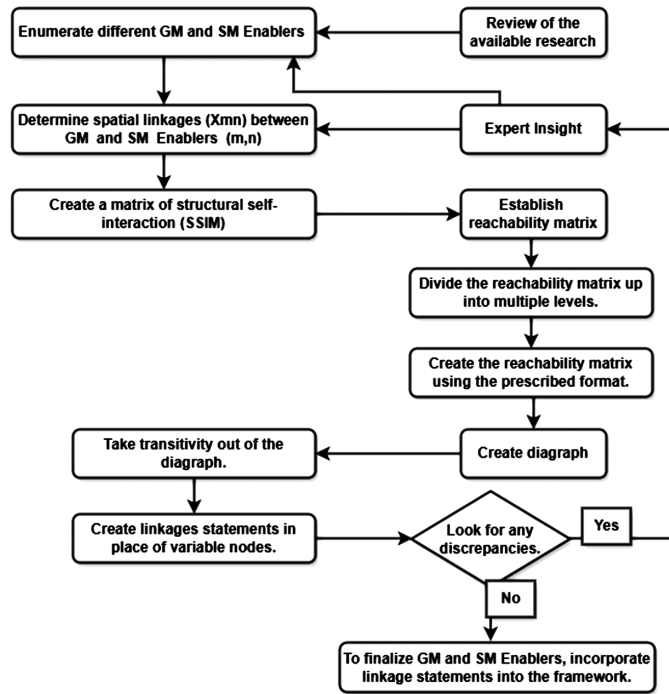 Enumerate different GM and SM Enablers
Review of the
available research
Determine spatial linkages (Xmn) between
GM and SM Enablers (m,n)
Expert Insight
Create a matrix of structural self-
interaction (SSIM)
Establish
reachability matrix
Divide the reachability matrix up
into multiple levels.
Create the reachability matrix
using the prescribed format.
Take transitivity out of the
diagraph.
Create diagraph
Create linkages statements in
place of variable nodes.
Look for any
discrepancies.
Yes
No
To finalize GM and SM Enablers, incorporate
linkage statements into the framework.